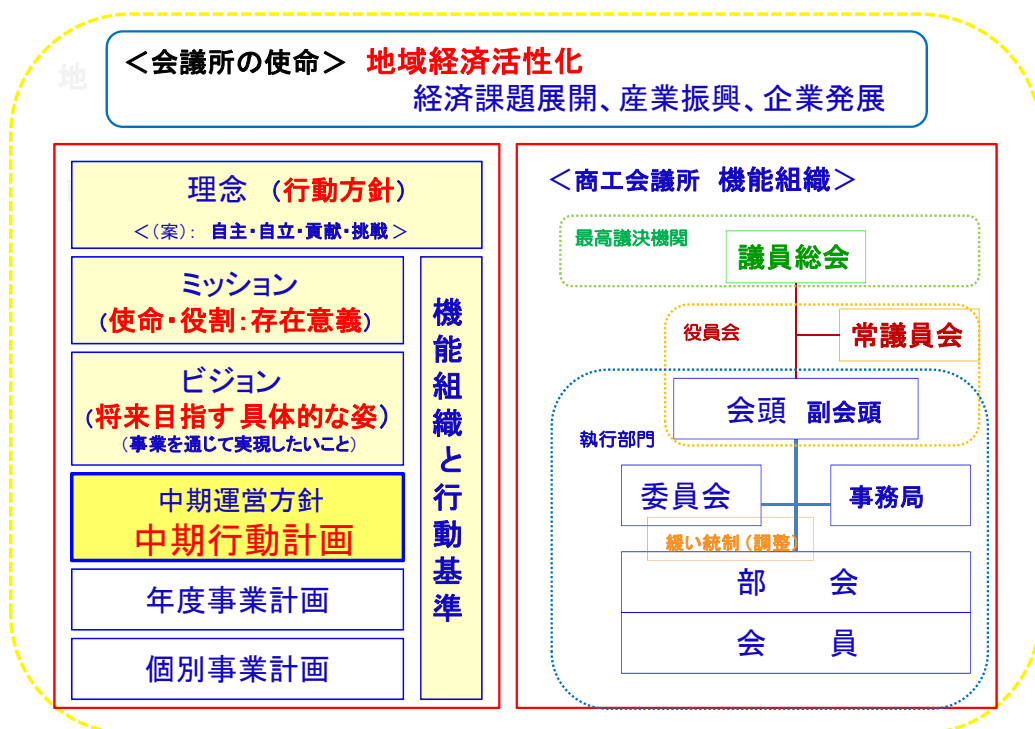 地
<会議所の使命> 地域経済活性化
経済課題展開、産業振興、企業発展
理念 (行動方針)
<(案): 自主・自立・貢献・挑戦>
ミッション
(使命・役割:存在意義)
ビジョン
(将来目指す 具体的な姿)
(事業を通じて実現したいこと)
中期運営方針
中期行動計画
年度事業計画
個別事業計画
機能組織と行動基準
<商工会議所 機能組織>
最高議決機関
議員総会
役員会
常議員会
会頭 副会頭
執行部門
委員会
事務局
緩い統制(調整)
部 会
会 員